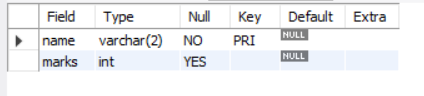 Field Type Null Key Default Extra
name varchar(2) NO PRI NULL
marks int YES NULL